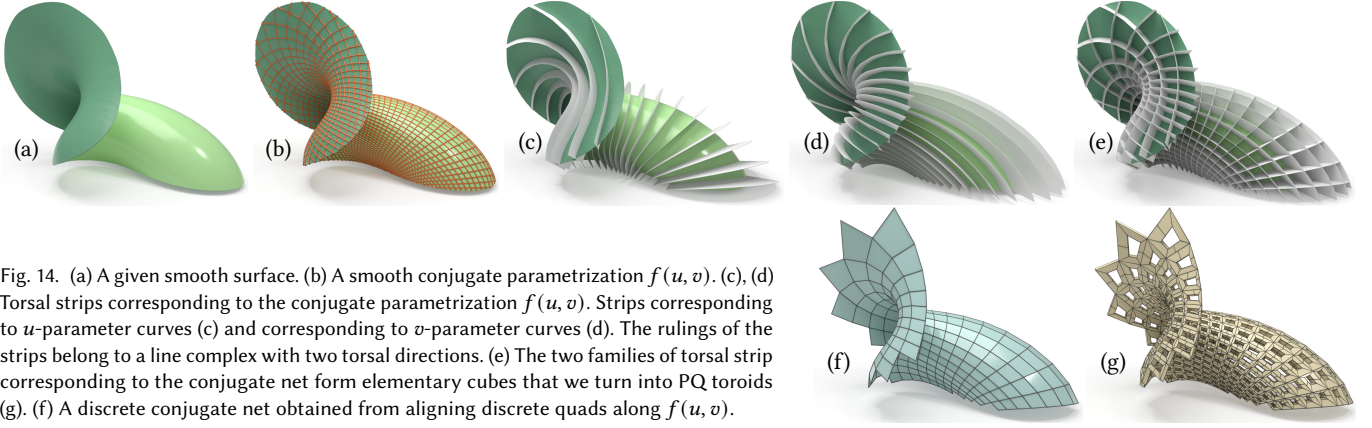 (a)
(b)
(c)
(d)
(e)
Fig. 14. (a) A given smooth surface. (b) A smooth conjugate parametrization f(u, v). (c), (d)
Torsal strips corresponding to the conjugate parametrization f(u, v). Strips corresponding
to u-parameter curves (c) and corresponding to v-parameter curves (d). The rulings of the
strips belong to a line complex with two torsal directions. (e) The two families of torsal strip
corresponding to the conjugate net form elementary cubes that we turn into PQ toroids
(g). (f) A discrete conjugate net obtained from aligning discrete quads along f(u, v).
(f)
(g)